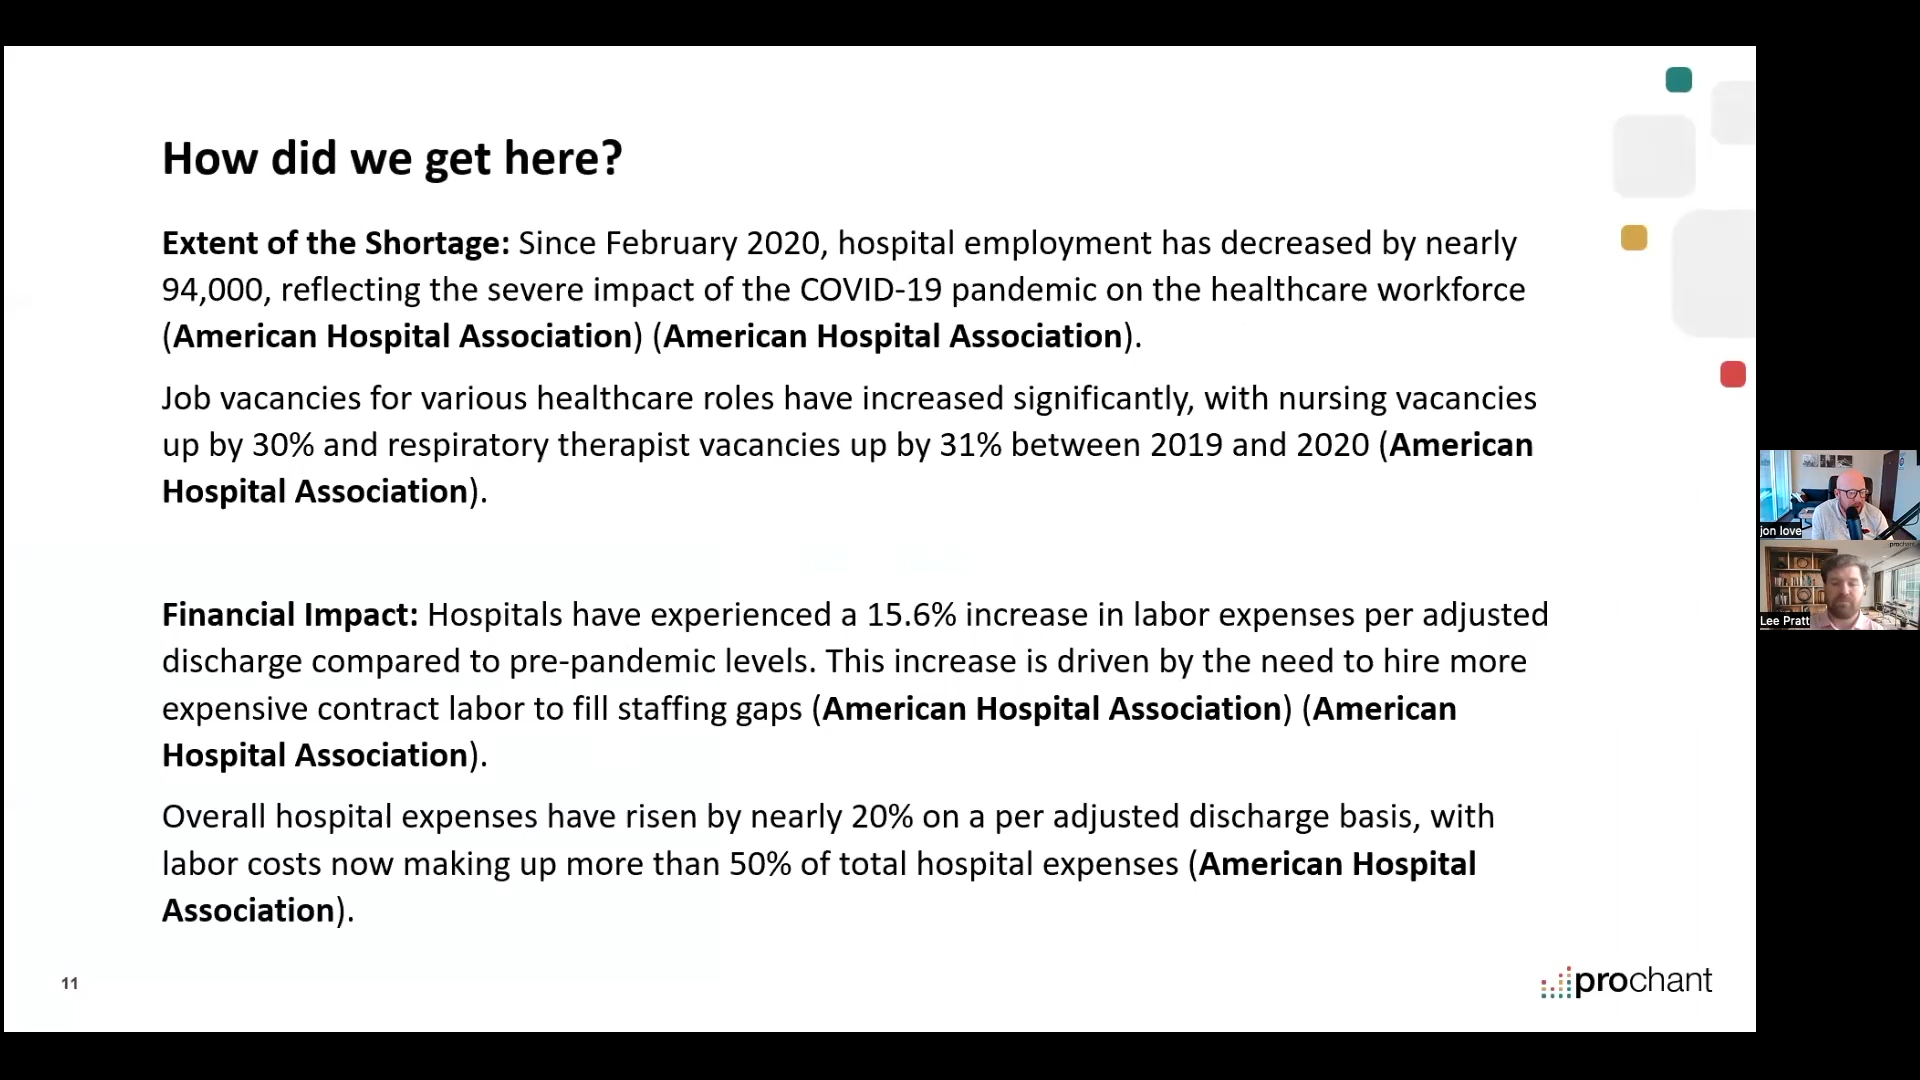 How did we get here?
Extent of the Shortage: Since February 2020, hospital employment has decreased by nearly
94,000, reflecting the severe impact of the COVID-19 pandemic on the healthcare workforce
(American Hospital Association) (American Hospital Association).
Job vacancies for various healthcare roles have increased significantly, with nursing vacancies
up by 30% and respiratory therapist vacancies up by 31% between 2019 and 2020 (American
Hospital Association).
Financial Impact: Hospitals have experienced a 15.6% increase in labor expenses per adjusted
discharge compared to pre-pandemic levels. This increase is driven by the need to hire more
expensive contract labor to fill staffing gaps (American Hospital Association) (American
Hospital Association).
Overall hospital expenses have risen by nearly 20% on a per adjusted discharge basis, with
labor costs now making up more than 50% of total hospital expenses (American Hospital
Association).
11
prochant
jon love
prochant
Lee Pratt